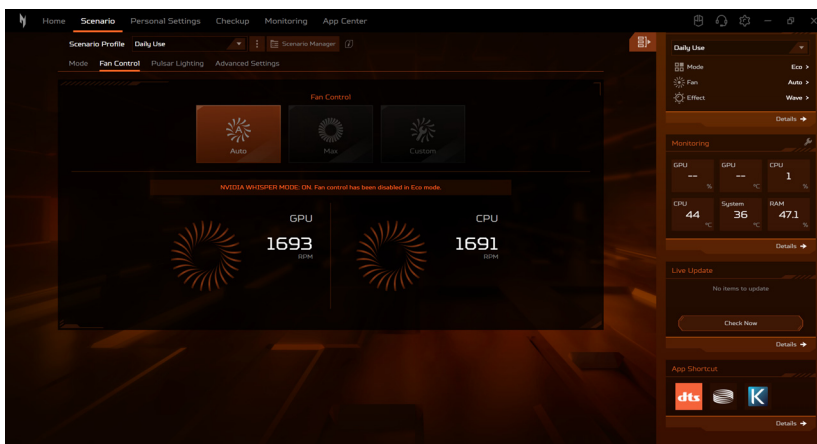 Home Scenario Personal Settings Checkup Monitoring App Center
Scenario Profile Daily Use Scenario Manager
Mode Fan Control Pulsar Lighting Advanced Settings
Fan Control
Auto Max Custom
NVIDIA WHISPER MODE: ON. Fan control has been disabled in Eco mode.
GPU
1693
RPM
CPU
1691
RPM
Daily Use
Mode Eco >
Fan Auto >
Effect Wave >
Details
Monitoring
GPU GPU CPU
-- -- 1
% °C %
CPU System RAM
44 36 47.1
°C °C %
Details
Live Update
No items to update
Check Now
Details
App Shortcut
dts K
Details